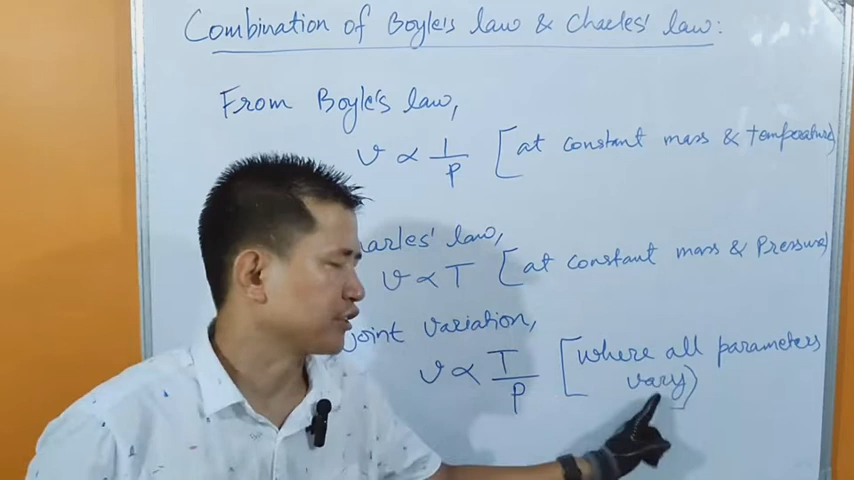 Combination of Boyle's law & Charles' law:
From Boyle's law,
V ∝ 1/P [at constant mass & temperature]
Charles' law,
V ∝ T [at constant mass & Pressure]
joint variation,
V ∝ T/P [where all parameters
vary]